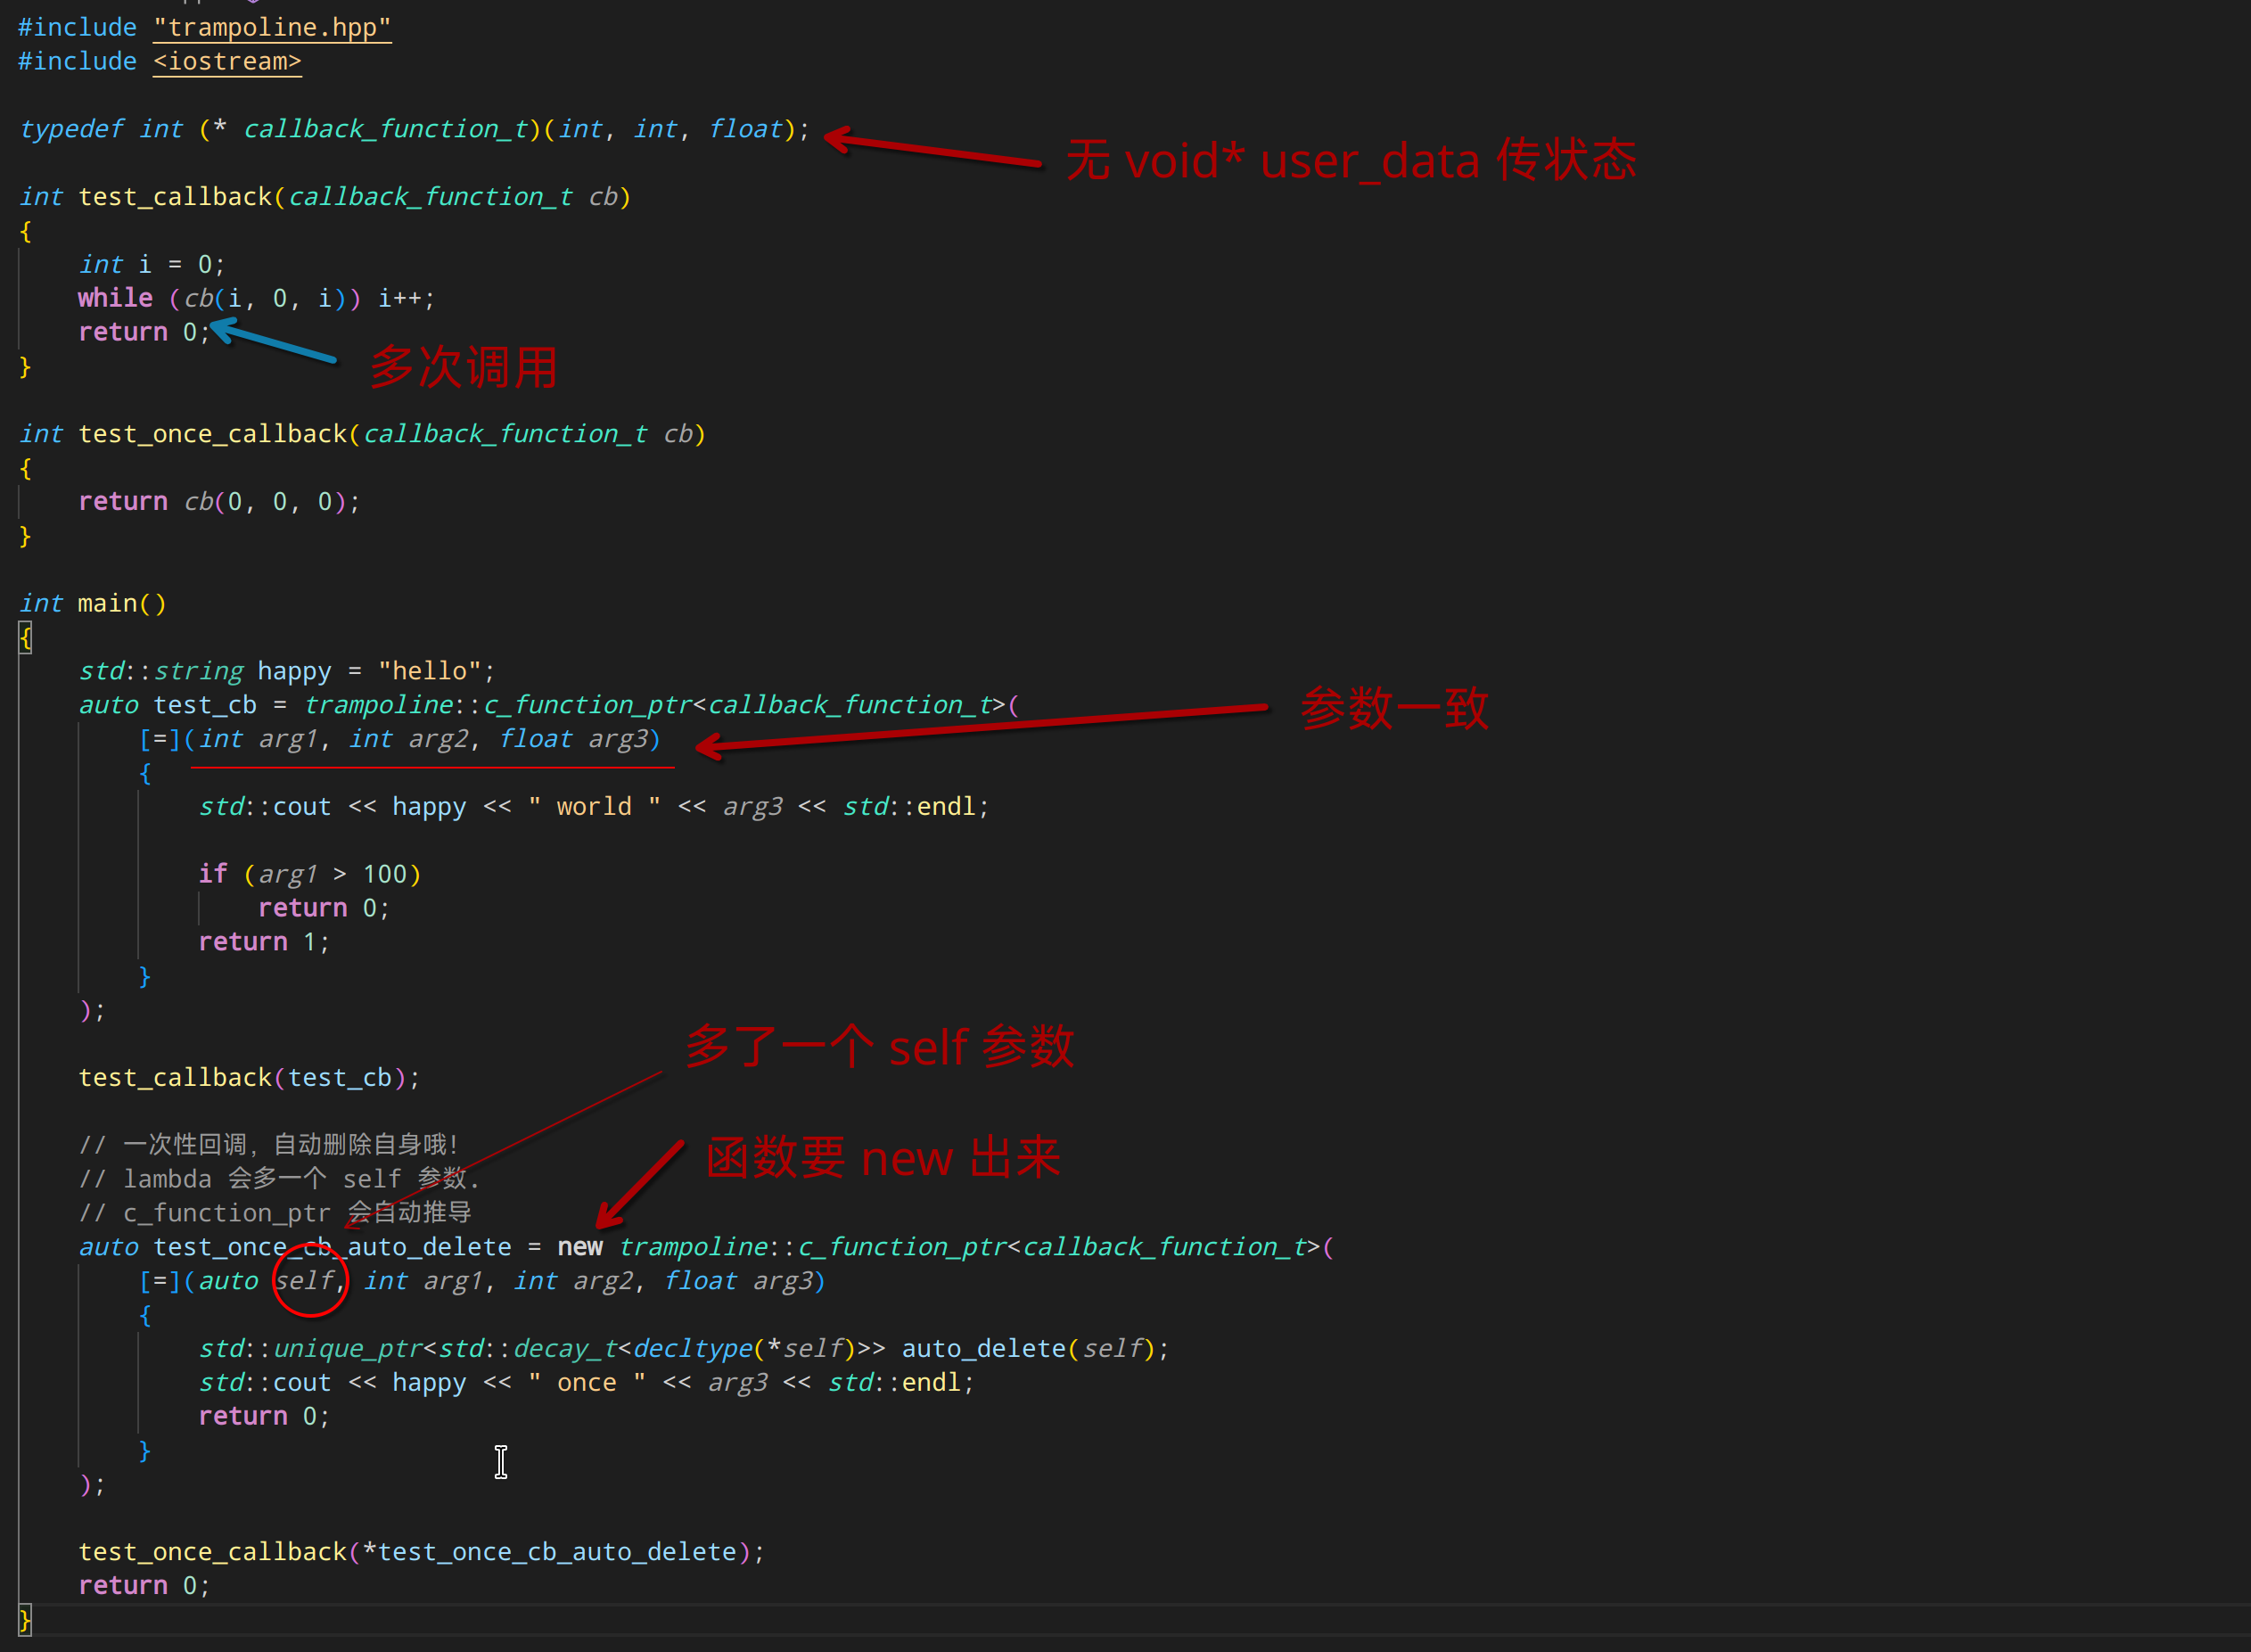 #include "trampoline.hpp"
#include <iostream>
typedef int (* callback_function_t)(int, int, float);
无 void* user_data 传状态
int test_callback(callback_function_t cb)
{
int i = 0;
while (cb(i, 0, i)) i++;
return 0;
多次调用
}
int test_once_callback(callback_function_t cb)
{
return cb(0, 0, 0);
}
int main()
{
std::string happy = "hello";
auto test_cb = trampoline::c_function_ptr<callback_function_t>(
参数一致
[=](int arg1, int arg2, float arg3)
{
std::cout << happy << " world " << arg3 << std::endl;
if (arg1 > 100)
return 0;
return 1;
}
);
多了一个 self 参数
test_callback(test_cb);
// 一次性回调, 自动删除自身哦!
函数要 new 出来
// lambda 会多一个 self 参数.
// c_function_ptr 会自动推导
auto test_once_cb_auto_delete = new trampoline::c_function_ptr<callback_function_t>(
[=](auto self, int arg1, int arg2, float arg3)
{
std::unique_ptr<std::decay_t<decltype(*self)>> auto_delete(self);
std::cout << happy << " once " << arg3 << std::endl;
return 0;
}
);
test_once_callback(*test_once_cb_auto_delete);
return 0;
}